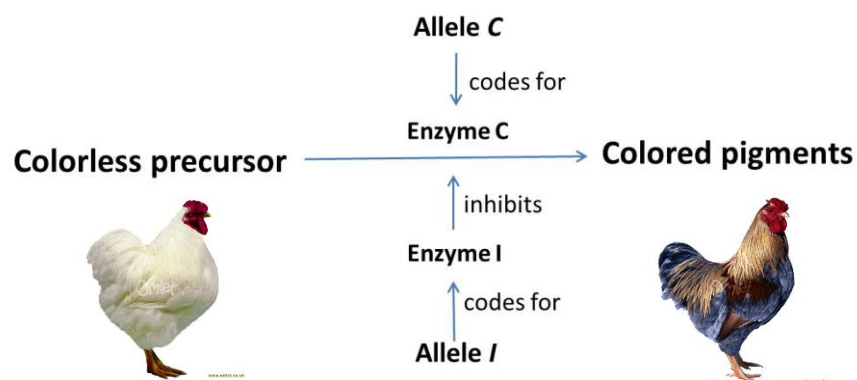 Allele C
codes for
Enzyme C
Colorless precursor
Colored pigments
inhibits
Enzyme I
codes for
Allele I